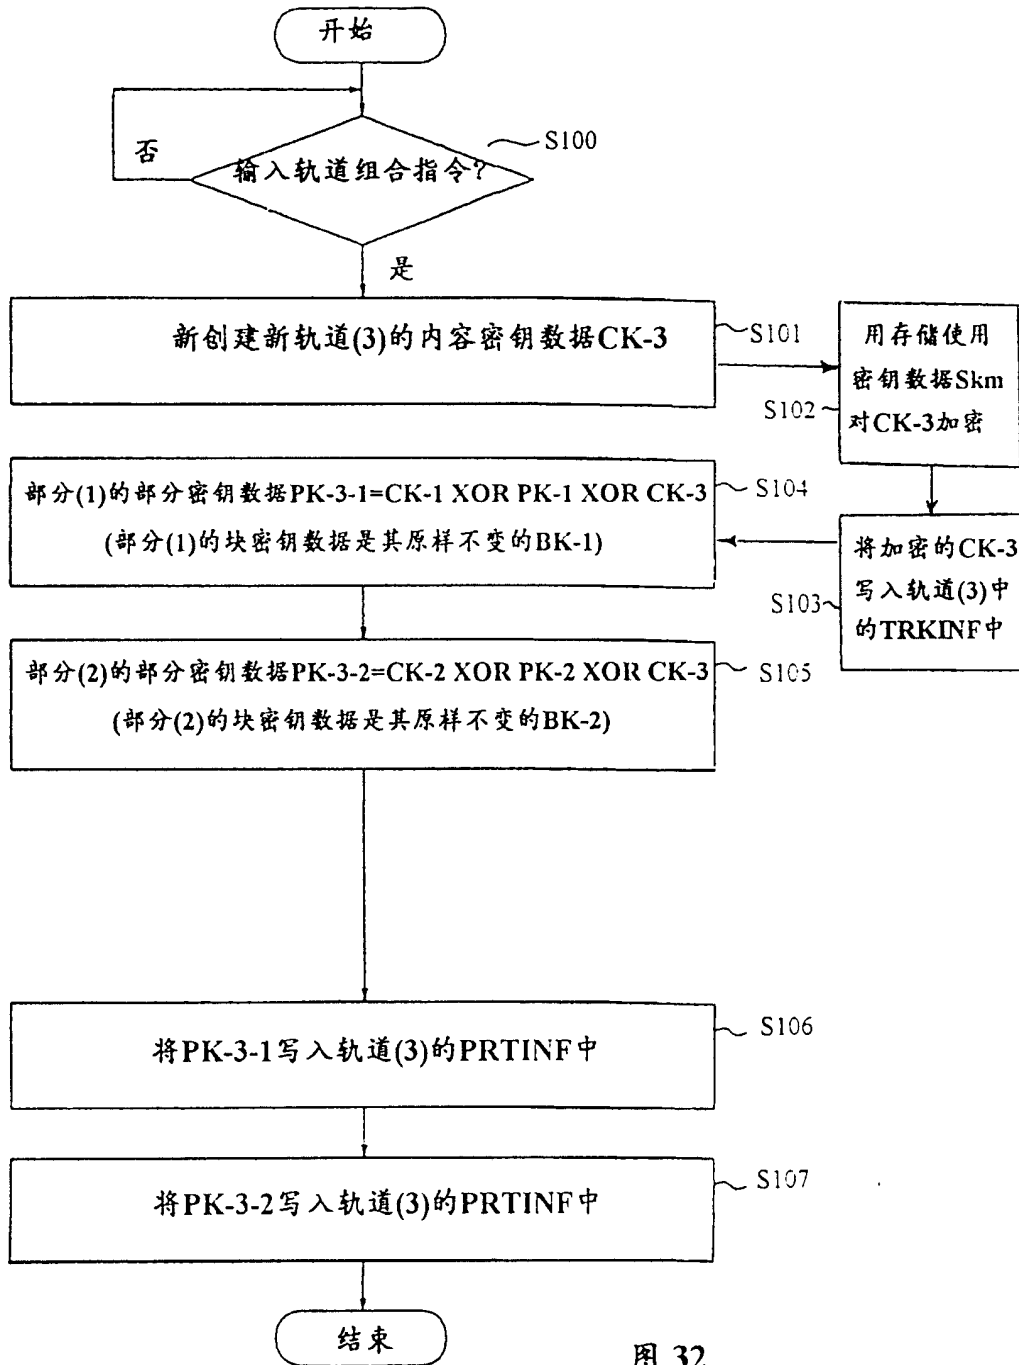 开始
否
输入轨道组合指令?
S100
是
新创建新轨道(3)的内容密钥数据CK-3
S101
用存储使用
密钥数据Skm
对CK-3加密
S102
将加密的CK-3
写入轨道(3)中
的TRKINF中
S103
部分(1)的部分密钥数据PK-3-1=CK-1 XOR PK-1 XOR CK-3
(部分(1)的块密钥数据是其原样不变的BK-1)
S104
部分(2)的部分密钥数据PK-3-2=CK-2 XOR PK-2 XOR CK-3
(部分(2)的块密钥数据是其原样不变的BK-2)
S105
将PK-3-1写入轨道(3)的PRTINF中
S106
将PK-3-2写入轨道(3)的PRTINF中
S107
结束
图 32